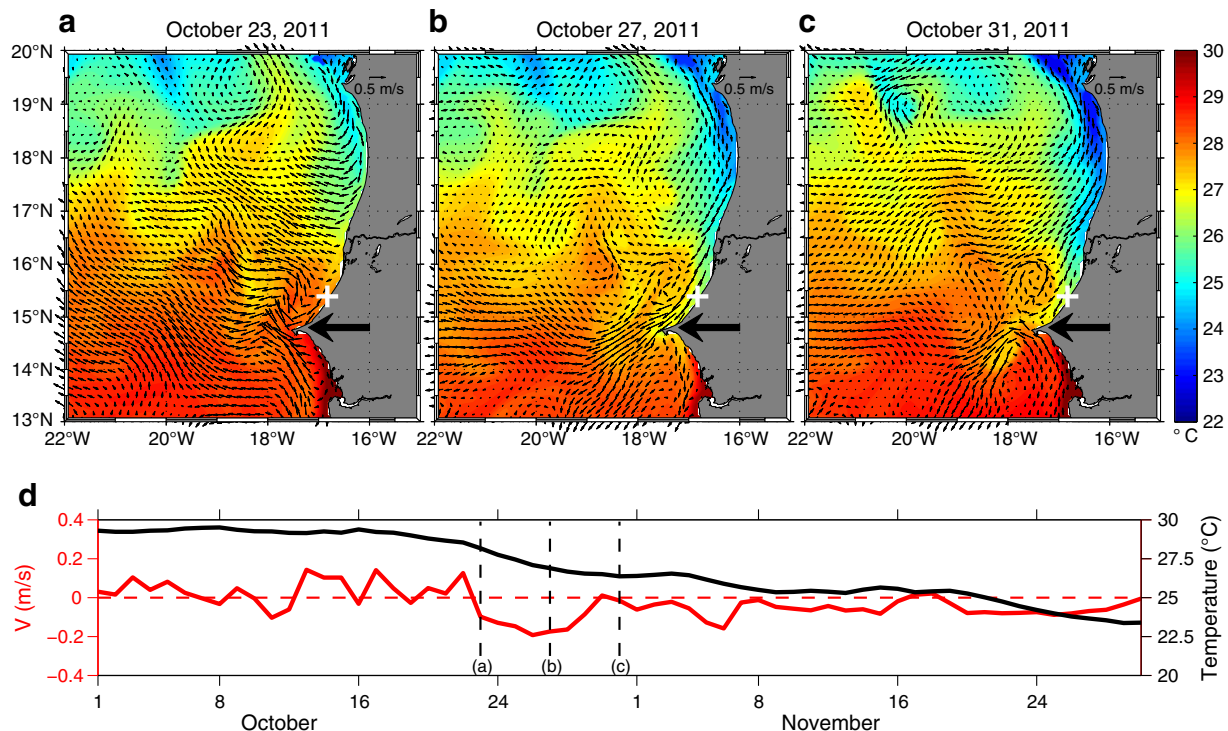 a October 23, 2011
b October 27, 2011
c October 31, 2011
20°N
19°N
18°N
17°N
16°N
15°N
14°N
13°N
0.5 m/s
0.5 m/s
0.5 m/s
22°W 20°W 18°W 16°W
22°W 20°W 18°W 16°W
22°W 20°W 18°W 16°W
30
29
28
27
26
25
24
23
22
° C
d
V (m/s)
0.4
0.2
0
−0.2
−0.4
(a) (b) (c)
30
27.5
25
22.5
20
Temperature (°C)
1 8 16 24 1 8 16 24
October November